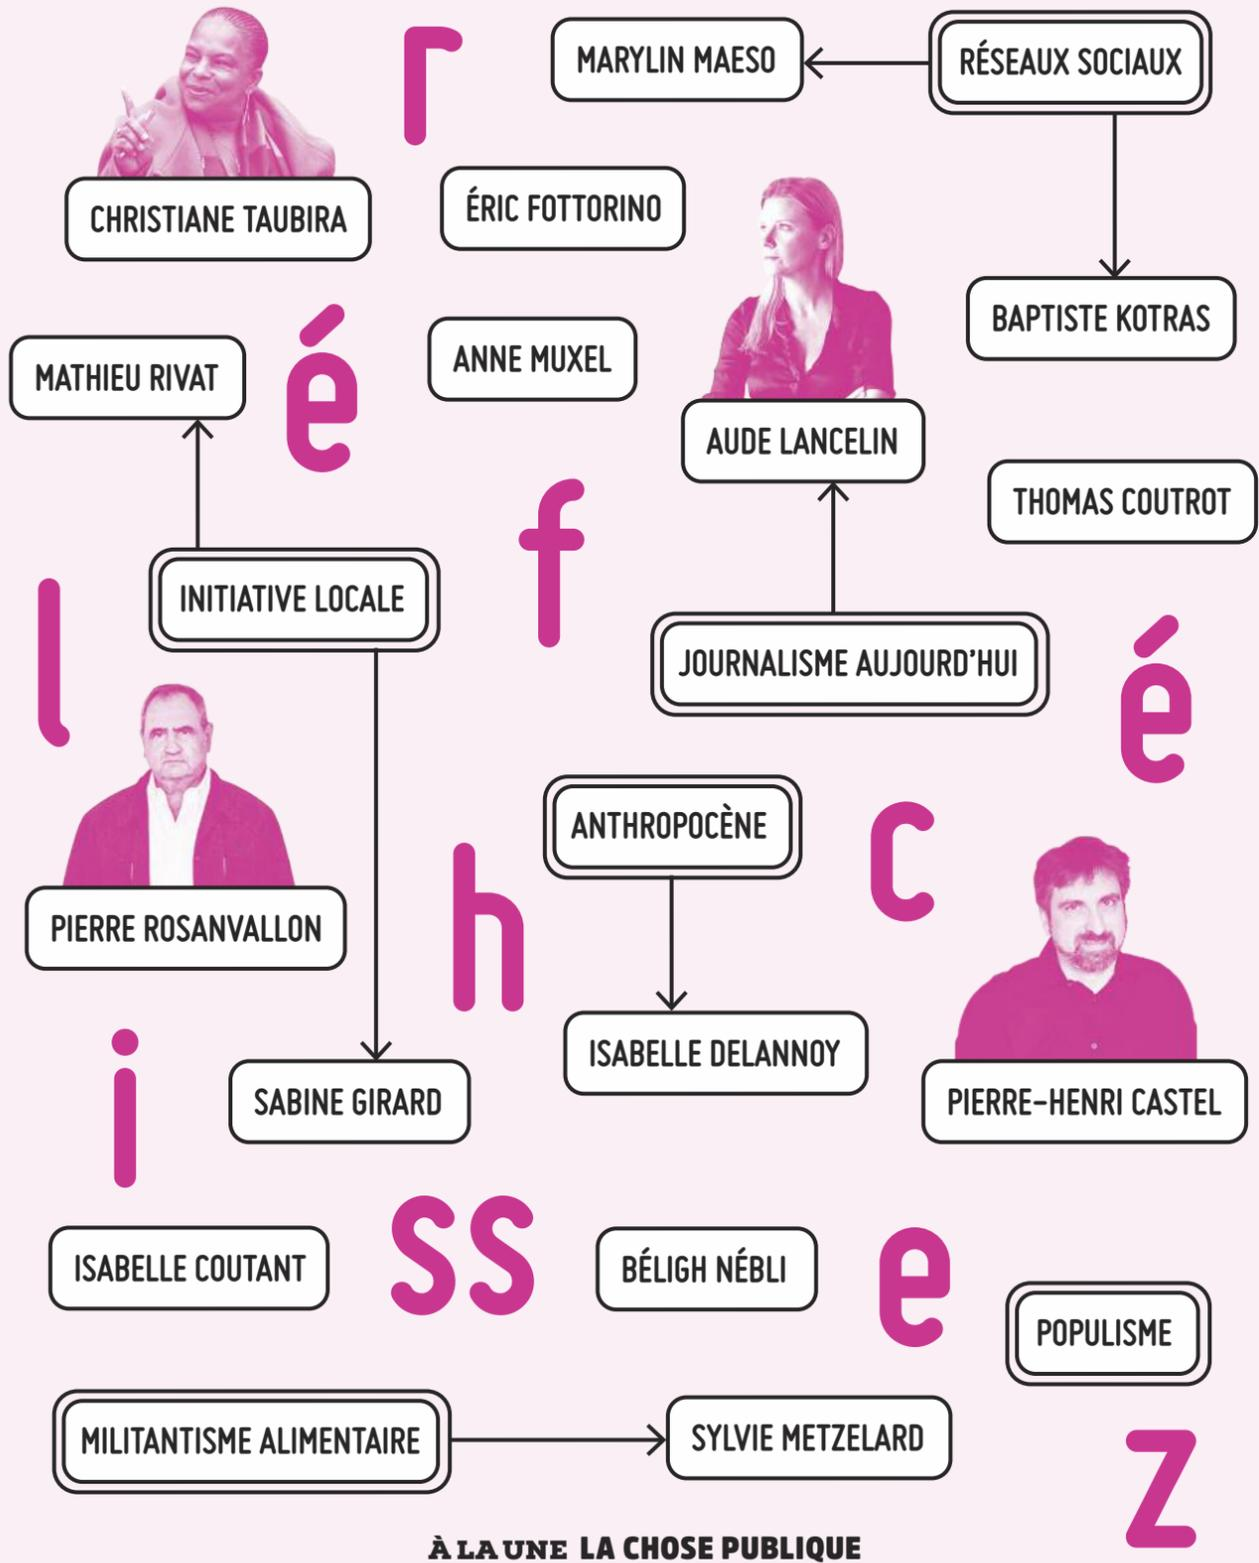 r
MARYLIN MAESO
RÉSEAUX SOCIAUX
CHRISTIANE TAUBIRA
ÉRIC FOTTORINO
BAPTISTE KOTRAS
MATHIEU RIVAT
é
ANNE MUXEL
AUDE LANCELIN
THOMAS COUTROT
f
INITIATIVE LOCALE
l
JOURNALISME AUJOURD'HUI
é
ANTHROPOCÈNE
c
PIERRE ROSANVALLON
h
ISABELLE DELANNOY
i
SABINE GIRARD
PIERRE-HENRI CASTEL
ISABELLE COUTANT
ss
BÉLIGH NÉBLI
e
POPULISME
MILITANTISME ALIMENTAIRE
SYLVIE METZELARD
z
À LA UNE LA CHOSE PUBLIQUE